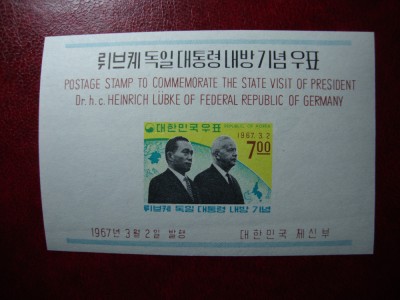 뤼브케 독일 대통령 내방 기념 우표
POSTAGE STAMP TO COMMEMORATE THE STATE VISIT OF PRESIDENT
Dr. h. c. HEINRICH LÜBKE OF FEDERAL REPUBLIC OF GERMANY
대한민국우표 REPUBLIC OF KOREA
1967. 3. 2
7.00
뤼브케 독일 대통령 내방 기념
1967년 3월 2일 발행 대한민국 체신부